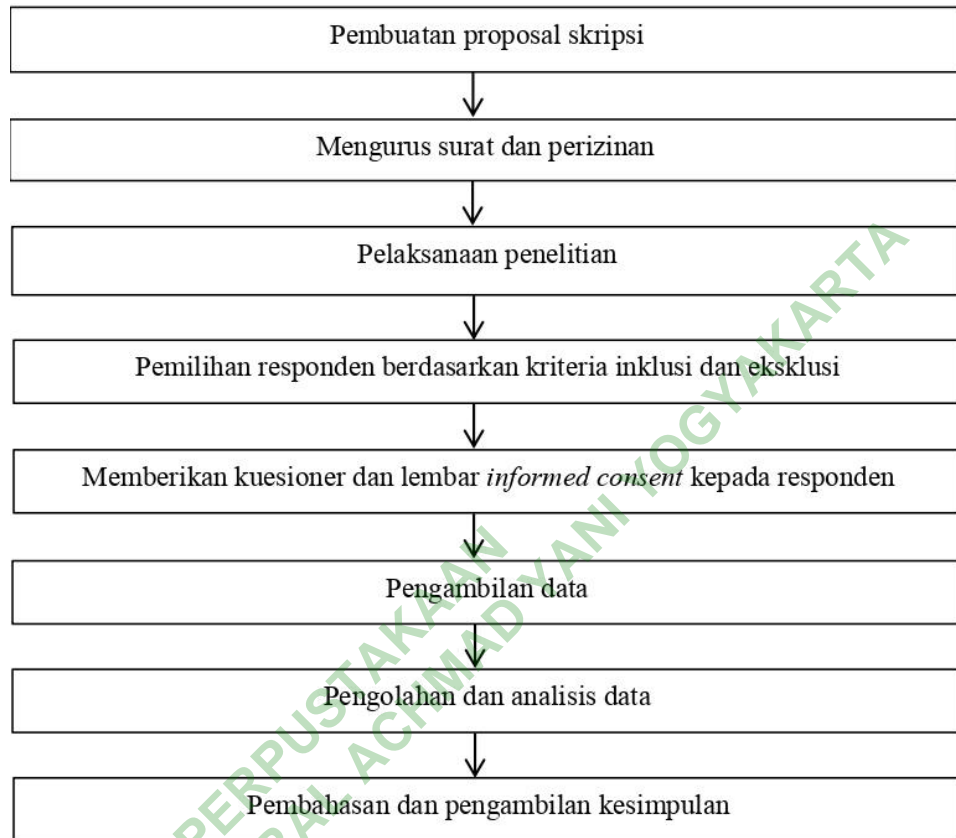 Pembuatan proposal skripsi
Mengurus surat dan perizinan
Pelaksanaan penelitian
Pemilihan responden berdasarkan kriteria inklusi dan eksklusi
Memberikan kuesioner dan lembar informed consent kepada responden
Pengambilan data
Pengolahan dan analisis data
Pembahasan dan pengambilan kesimpulan
PERPUSTAKAAN
ACHMAD YANI YOGYAKARTA